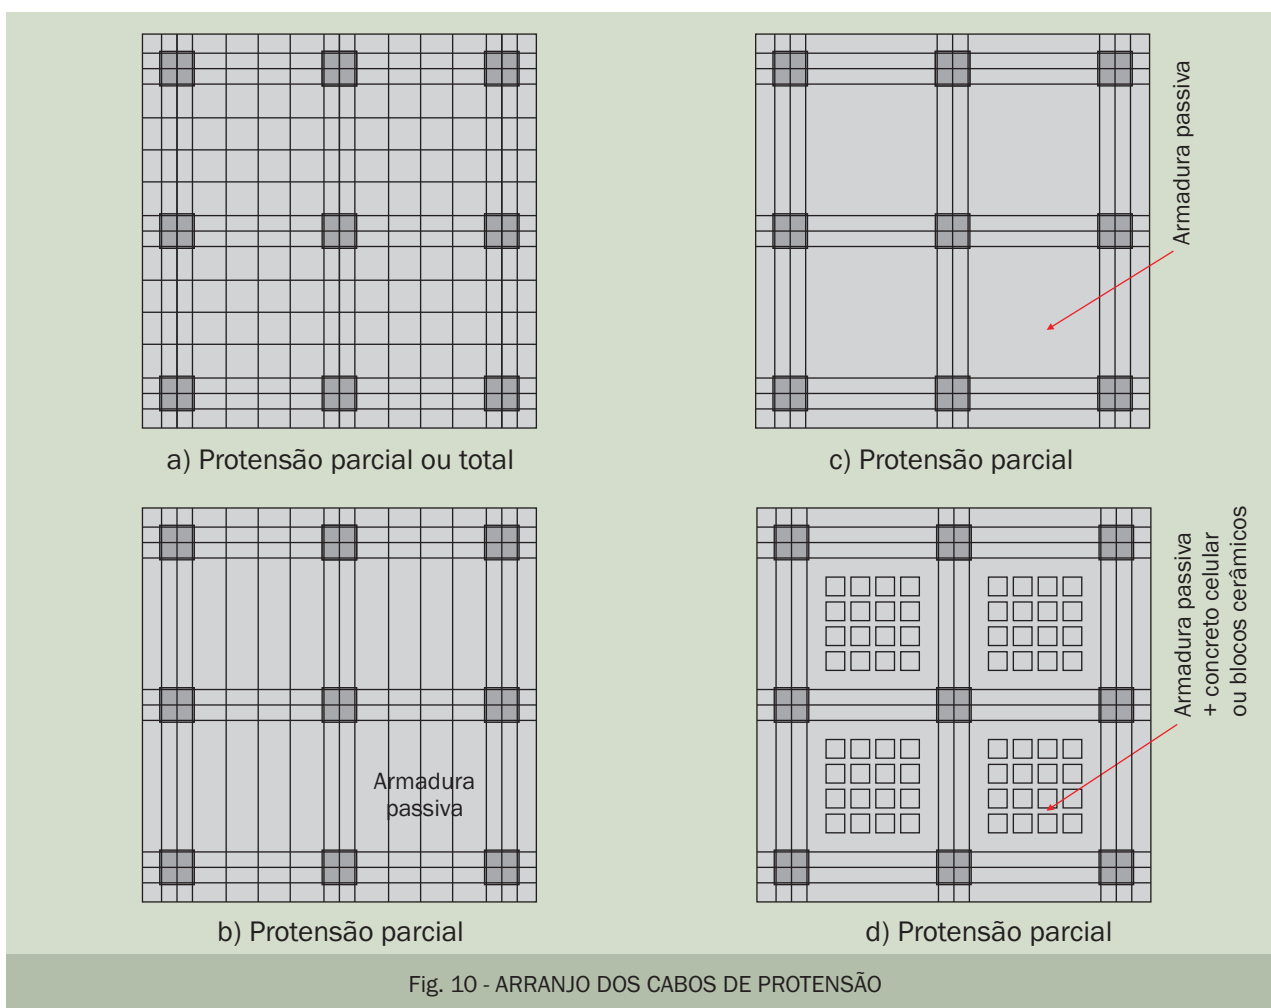 a) Protensão parcial ou total
Armadura passiva
c) Protensão parcial
Armadura
passiva
b) Protensão parcial
Armadura passiva
+ concreto celular
ou blocos cerâmicos
d) Protensão parcial
Fig. 10 - ARRANJO DOS CABOS DE PROTENSÃO